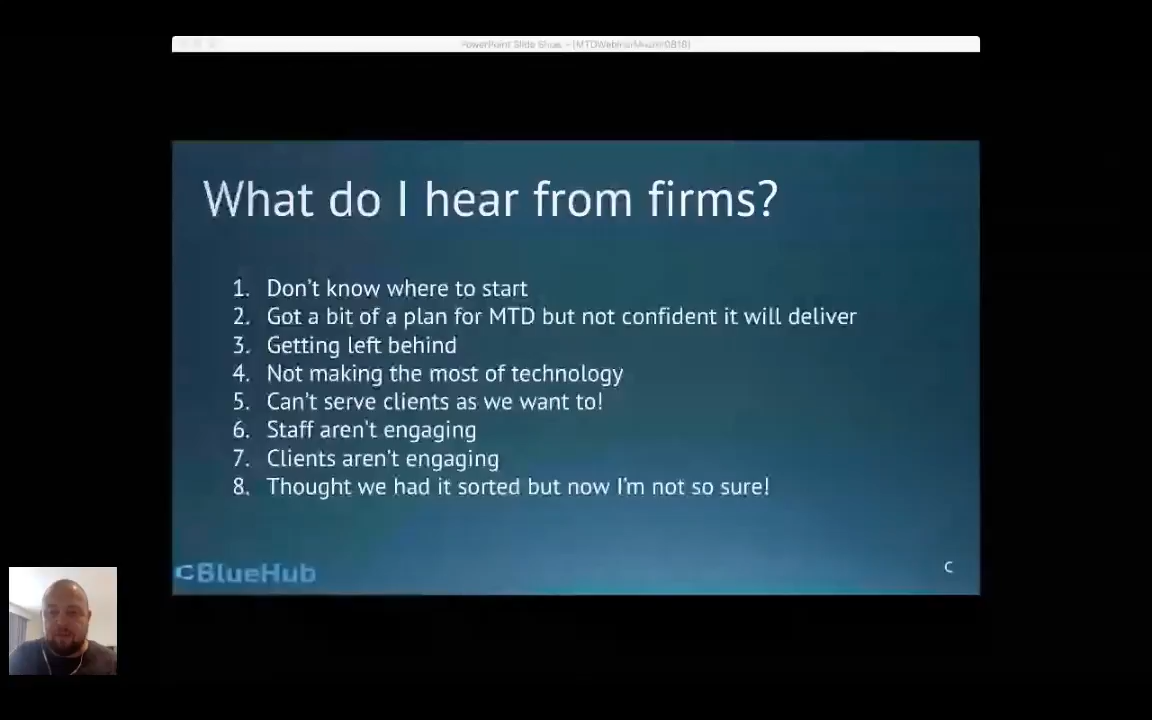 PowerPoint Slide Show - [MTDWebinarMaster0818]
What do I hear from firms?
1. Don't know where to start
2. Got a bit of a plan for MTD but not confident it will deliver
3. Getting left behind
4. Not making the most of technology
5. Can't serve clients as we want to!
6. Staff aren't engaging
7. Clients aren't engaging
8. Thought we had it sorted but now I'm not so sure!
BlueHub
C